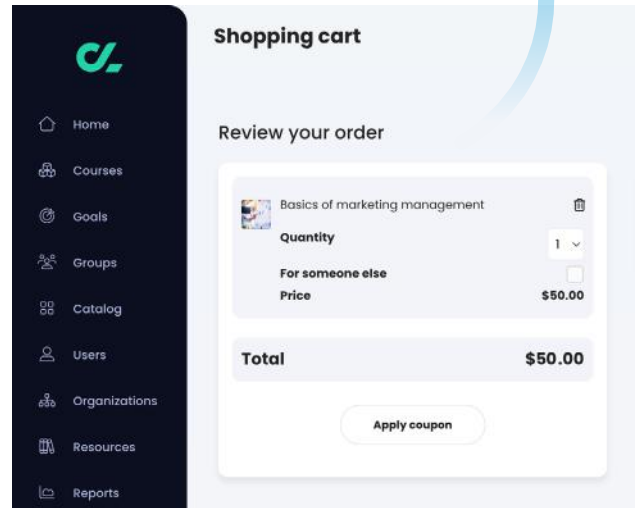 Shopping cart
Home
Courses
Goals
Groups
Catalog
Users
Organizations
Resources
Reports
Review your order
Basics of marketing management
Quantity 1
For someone else
Price $50.00
Total $50.00
Apply coupon